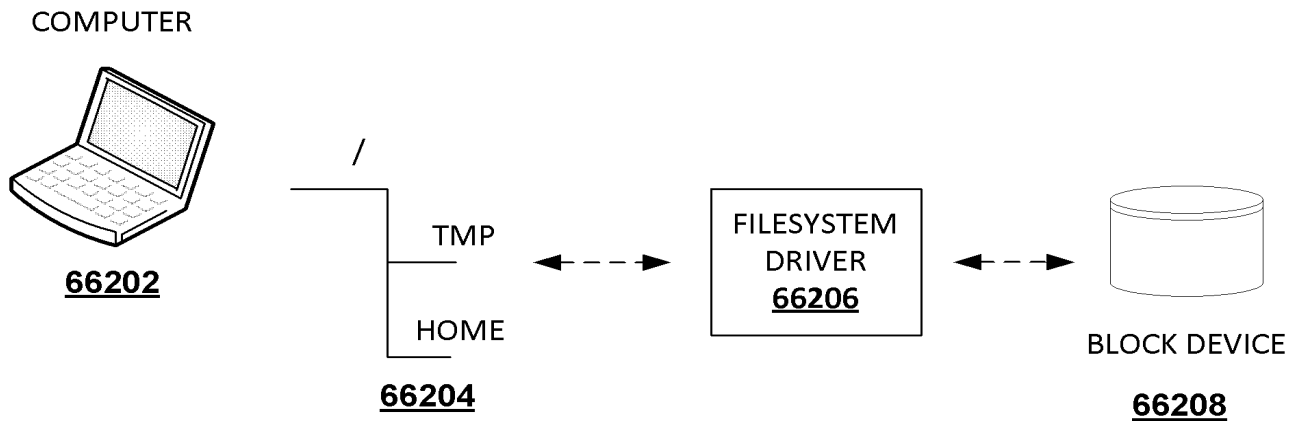 COMPUTER
66202
/
TMP
HOME
66204
FILESYSTEM
DRIVER
66206
BLOCK DEVICE
66208